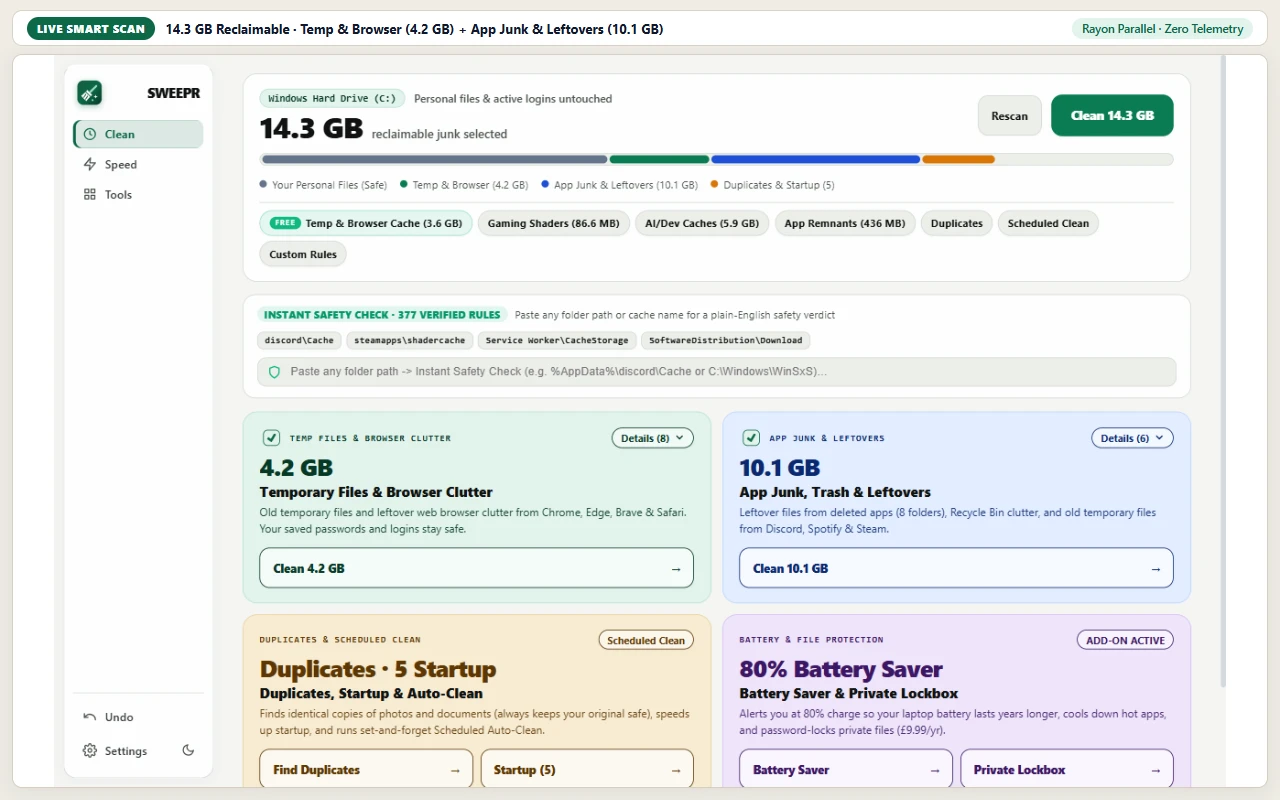 LIVE SMART SCAN 14.3 GB Reclaimable · Temp & Browser (4.2 GB) + App Junk & Leftovers (10.1 GB) Rayon Parallel · Zero Telemetry
SWEEPR
Clean
Speed
Tools
Undo
Settings
Windows Hard Drive (C:) Personal files & active logins untouched
14.3 GB reclaimable junk selected
Rescan
Clean 14.3 GB
Your Personal Files (Safe) Temp & Browser (4.2 GB) App Junk & Leftovers (10.1 GB) Duplicates & Startup (5)
FREE Temp & Browser Cache (3.6 GB) Gaming Shaders (86.6 MB) AI/Dev Caches (5.9 GB) App Remnants (436 MB) Duplicates Scheduled Clean
Custom Rules
INSTANT SAFETY CHECK · 377 VERIFIED RULES Paste any folder path or cache name for a plain-English safety verdict
discord\Cache steamapps\shadercache Service Worker\CacheStorage SoftwareDistribution\Download
Paste any folder path -> Instant Safety Check (e.g. %AppData%\discord\Cache or C:\Windows\WinSxS)...
TEMP FILES & BROWSER CLUTTER Details (8)
4.2 GB
Temporary Files & Browser Clutter
Old temporary files and leftover web browser clutter from Chrome, Edge, Brave & Safari.
Your saved passwords and logins stay safe.
Clean 4.2 GB →
APP JUNK & LEFTOVERS Details (6)
10.1 GB
App Junk, Trash & Leftovers
Leftover files from deleted apps (8 folders), Recycle Bin clutter, and old temporary files
from Discord, Spotify & Steam.
Clean 10.1 GB →
DUPLICATES & SCHEDULED CLEAN Scheduled Clean
Duplicates · 5 Startup
Duplicates, Startup & Auto-Clean
Finds identical copies of photos and documents (always keeps your original safe), speeds
up startup, and runs set-and-forget Scheduled Auto-Clean.
Find Duplicates → Startup (5) →
BATTERY & FILE PROTECTION ADD-ON ACTIVE
80% Battery Saver
Battery Saver & Private Lockbox
Alerts you at 80% charge so your laptop battery lasts years longer, cools down hot apps,
and password-locks private files (£9.99/yr).
Battery Saver → Private Lockbox →